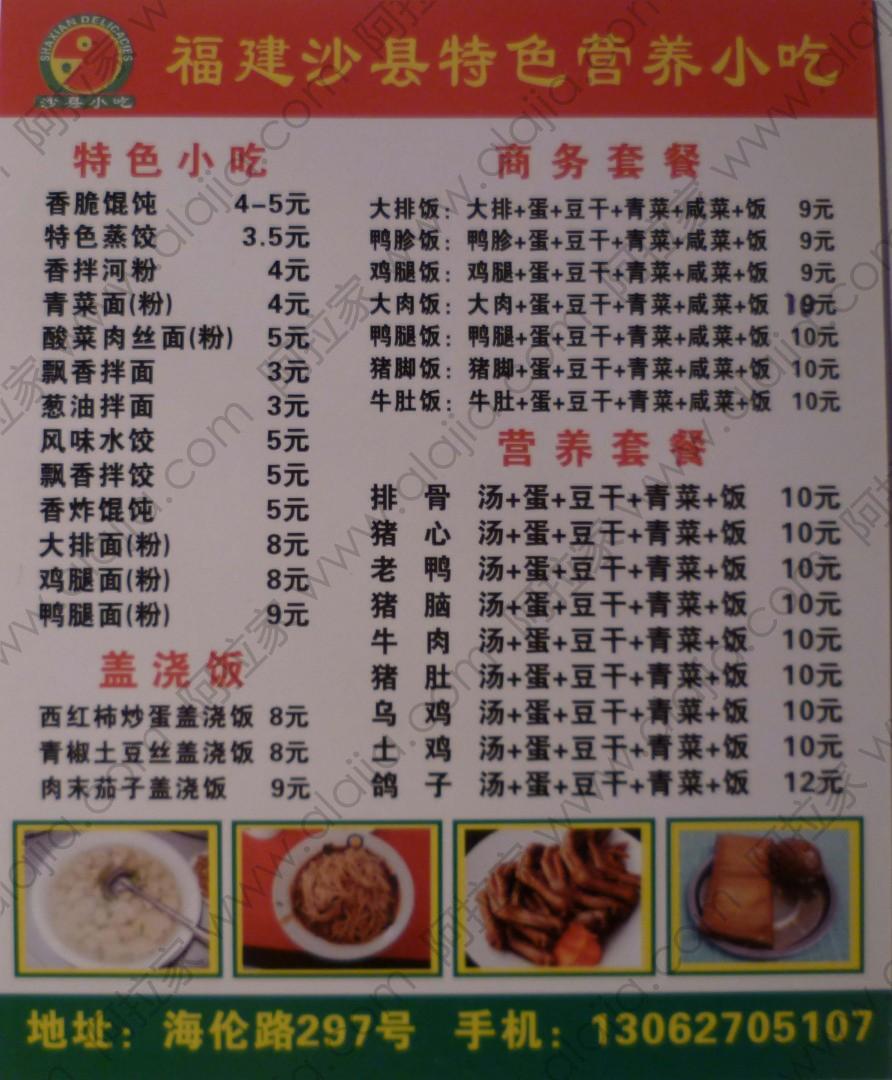 SHAXIAN DELICACIES
沙县小吃
福建沙县特色营养小吃
特色小吃
香脆馄饨 4-5元
特色蒸饺 3.5元
香拌河粉 4元
青菜面(粉) 4元
酸菜肉丝面(粉) 5元
飘香拌面 3元
葱油拌面 3元
风味水饺 5元
飘香拌饺 5元
香炸馄饨 5元
大排面(粉) 8元
鸡腿面(粉) 8元
鸭腿面(粉) 9元
盖浇饭
西红柿炒蛋盖浇饭 8元
青椒土豆丝盖浇饭 8元
肉末茄子盖浇饭 9元
商务套餐
大排饭：大排+蛋+豆干+青菜+咸菜+饭 9元
鸭胗饭：鸭胗+蛋+豆干+青菜+咸菜+饭 9元
鸡腿饭：鸡腿+蛋+豆干+青菜+咸菜+饭 9元
大肉饭：大肉+蛋+豆干+青菜+咸菜+饭 10元
鸭腿饭：鸭腿+蛋+豆干+青菜+咸菜+饭 10元
猪脚饭：猪脚+蛋+豆干+青菜+咸菜+饭 10元
牛肚饭：牛肚+蛋+豆干+青菜+咸菜+饭 10元
营养套餐
排骨 汤+蛋+豆干+青菜+饭 10元
猪心 汤+蛋+豆干+青菜+饭 10元
老鸭 汤+蛋+豆干+青菜+饭 10元
猪脑 汤+蛋+豆干+青菜+饭 10元
牛肉 汤+蛋+豆干+青菜+饭 10元
猪肚 汤+蛋+豆干+青菜+饭 10元
乌鸡 汤+蛋+豆干+青菜+饭 10元
土鸡 汤+蛋+豆干+青菜+饭 10元
鸽子 汤+蛋+豆干+青菜+饭 12元
地址：海伦路297号 手机：13062705107
阿拉家 www.alajia.com